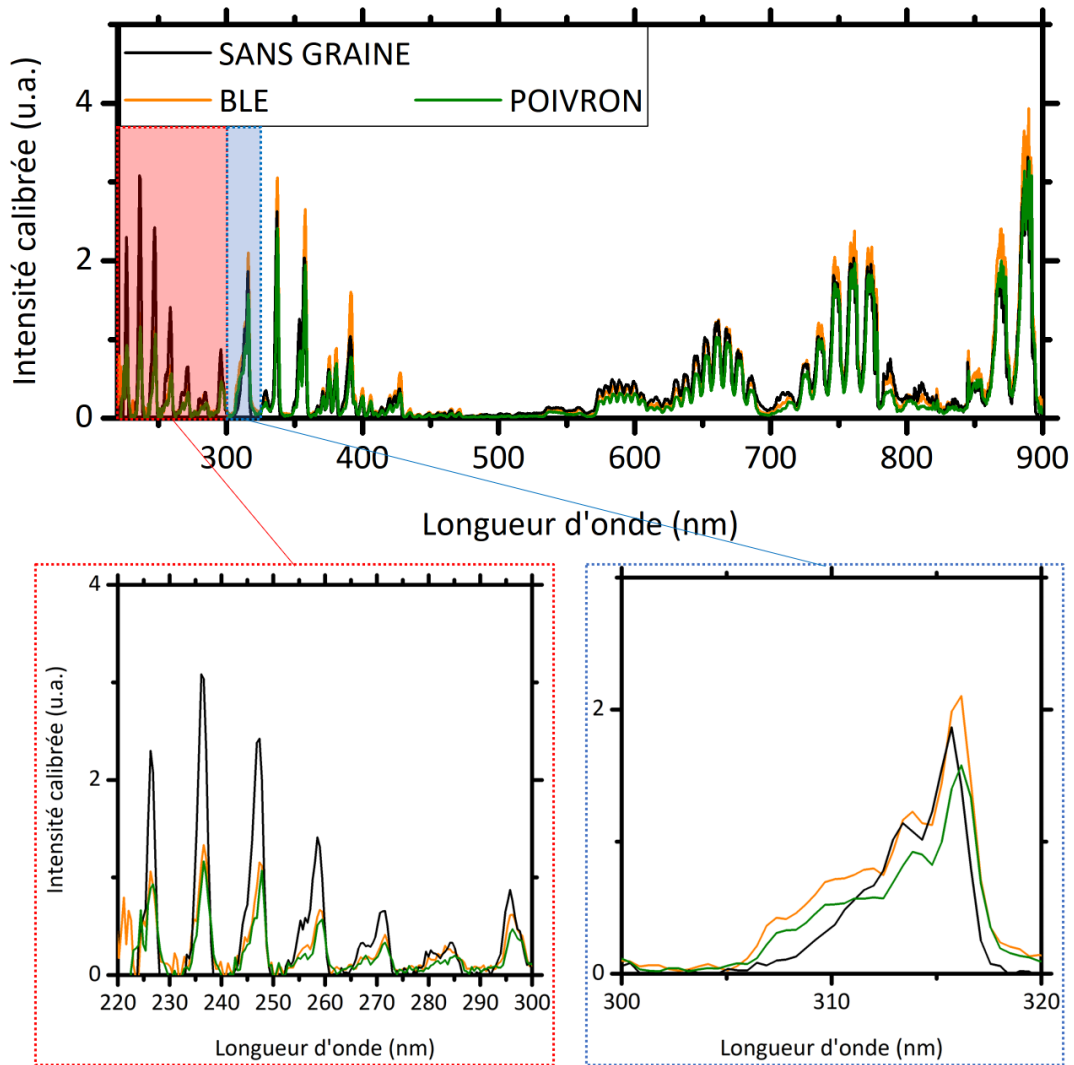 SANS GRAINE
BLE POIVRON
Intensité calibrée (u.a.)
4
2
0
300 400 500 600 700 800 900
Longueur d'onde (nm)
Intensité calibrée (u.a.)
4
2
0
220 230 240 250 260 270 280 290 300
Longueur d'onde (nm)
Intensité calibrée (u.a.)
2
0
300 310 320
Longueur d'onde (nm)